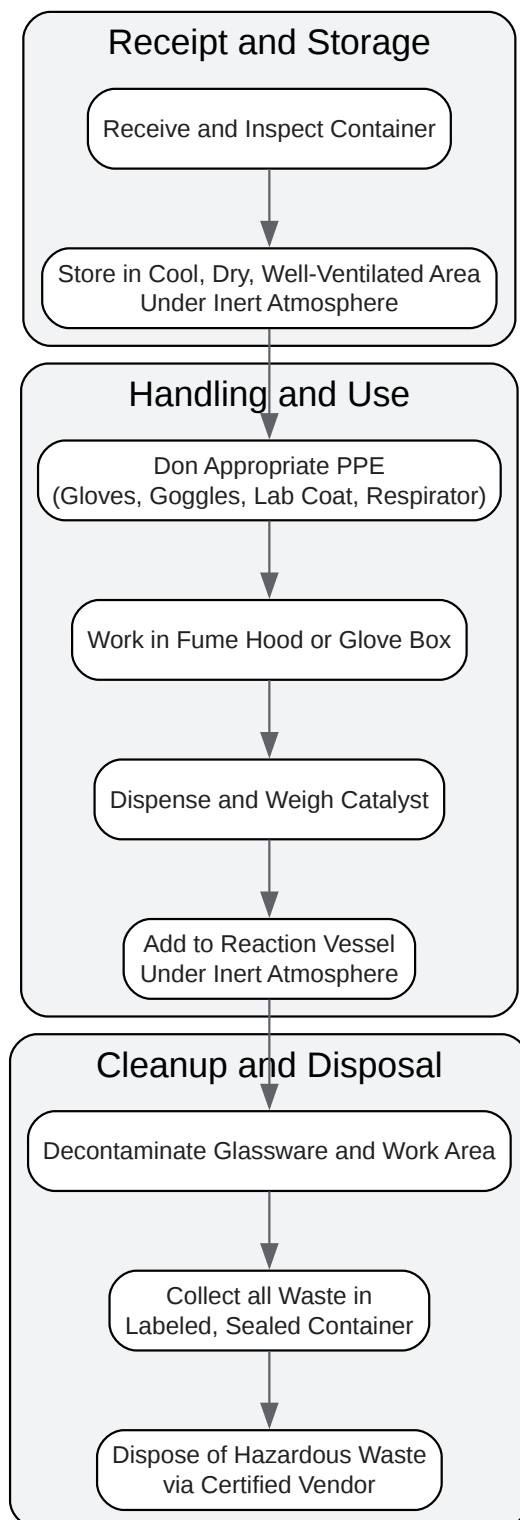 Receipt and Storage
Receive and Inspect Container
Store in Cool, Dry, Well-Ventilated Area
Under Inert Atmosphere
Handling and Use
Don Appropriate PPE
(Gloves, Goggles, Lab Coat, Respirator)
Work in Fume Hood or Glove Box
Dispense and Weigh Catalyst
Add to Reaction Vessel
Under Inert Atmosphere
Cleanup and Disposal
Decontaminate Glassware and Work Area
Collect all Waste in
Labeled, Sealed Container
Dispose of Hazardous Waste
via Certified Vendor